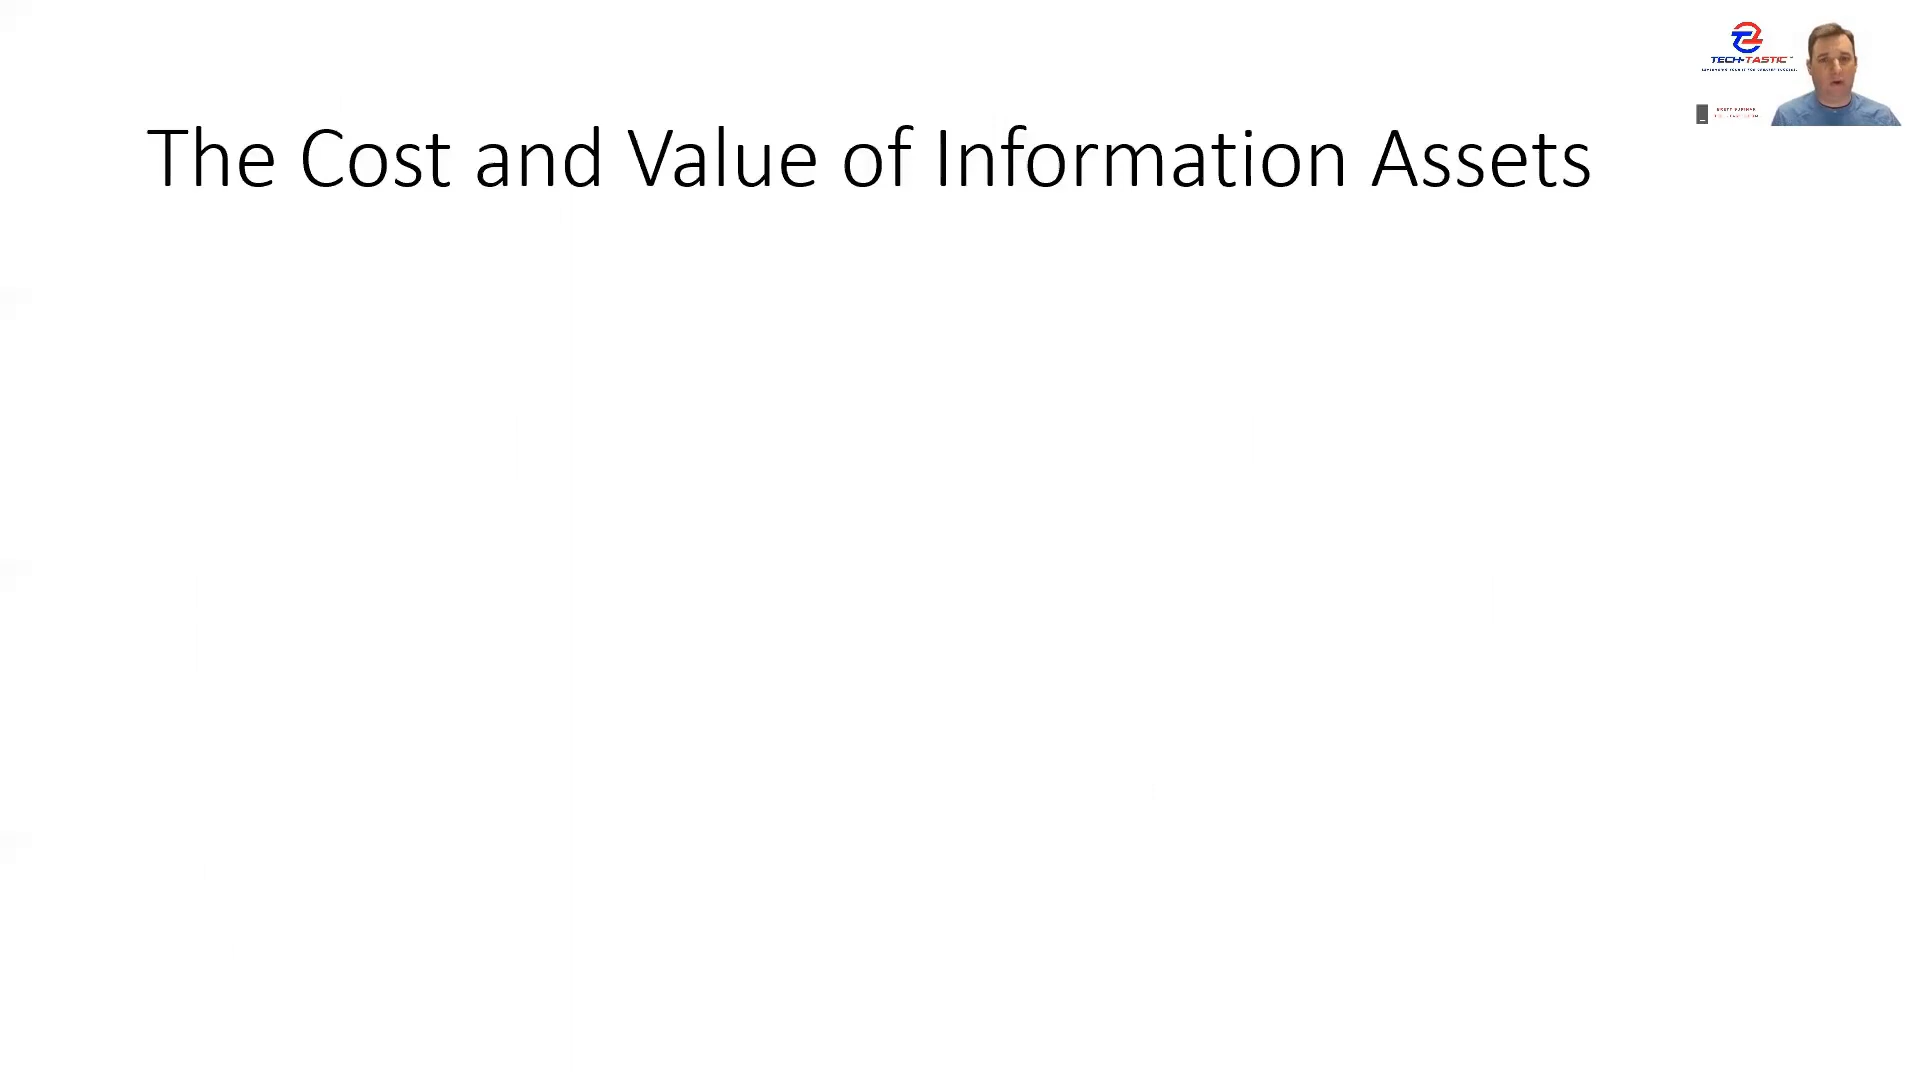 The Cost and Value of Information Assets
TECH-TASTIC